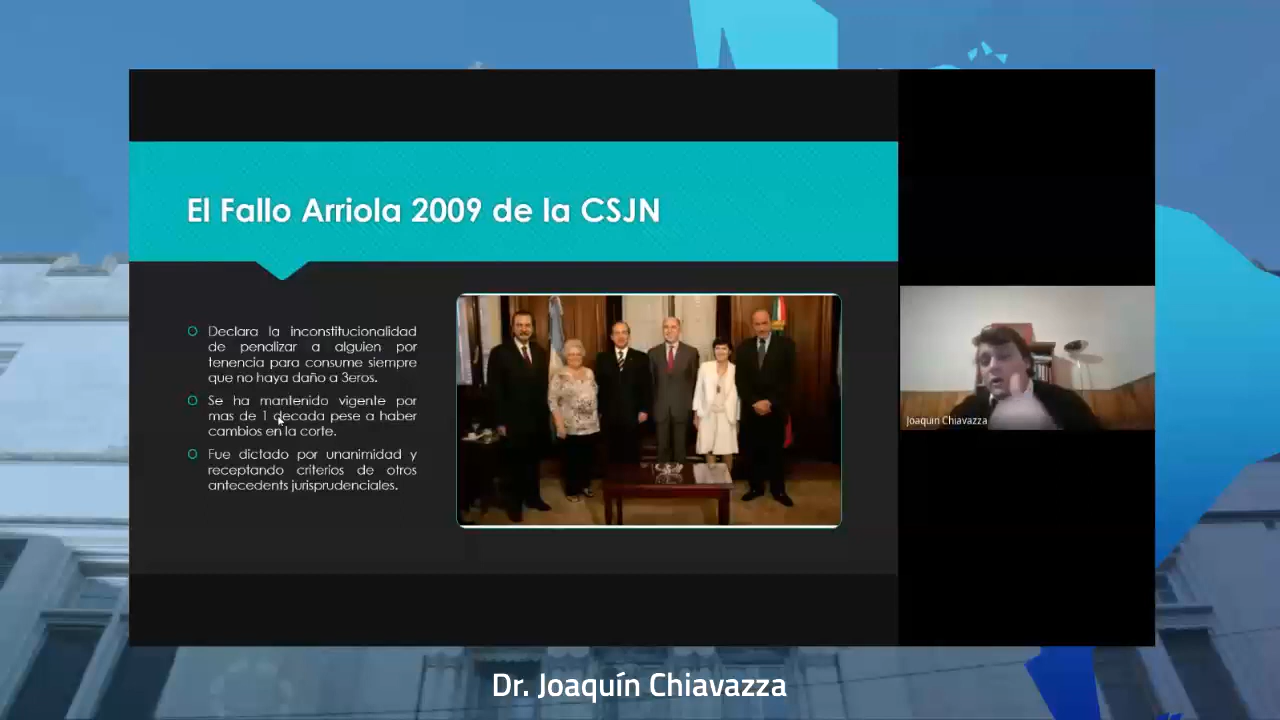 El Fallo Arriola 2009 de la CSJN
Declara la inconstitucionalidad
de penalizar a alguien por
tenencia para consume siempre
que no haya daño a 3eros.
Se ha mantenido vigente por
mas de 1 decada pese a haber
cambios en la corte.
Fue dictado por unanimidad y
receptando criterios de otros
antecedents jurisprudenciales.
Joaquin Chiavazza
Dr. Joaquín Chiavazza